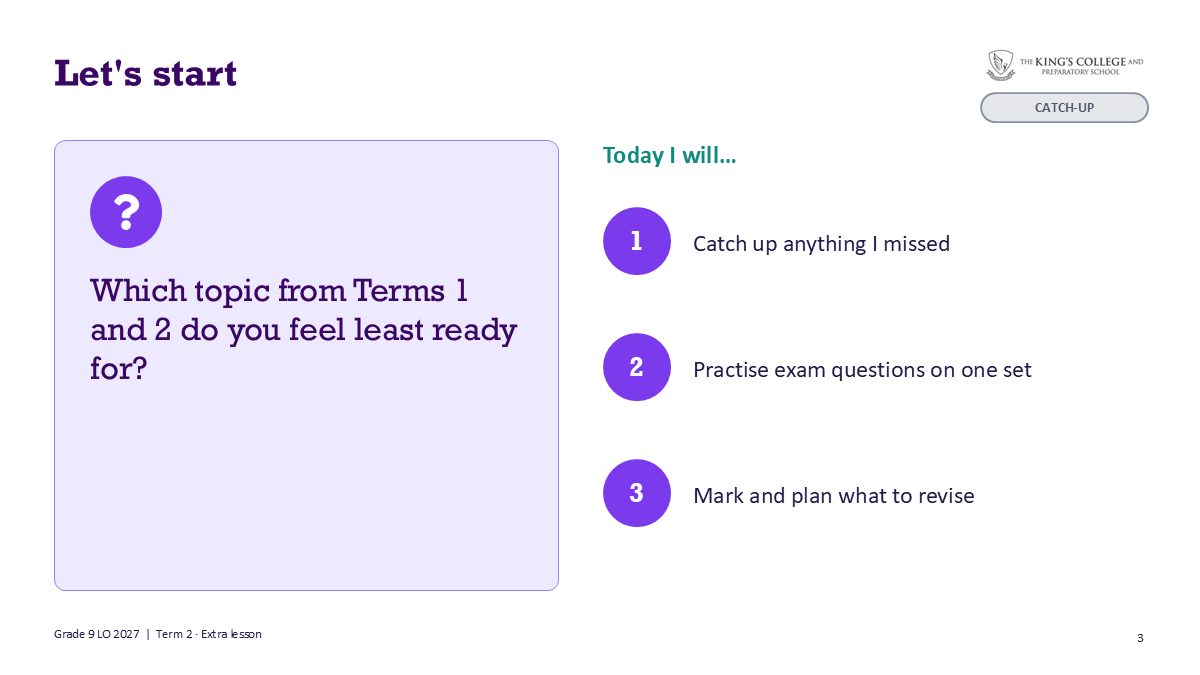 Let's start
THE KING'S COLLEGE AND
PREPARATORY SCHOOL
CATCH-UP
?
Which topic from Terms 1
and 2 do you feel least ready
for?
Today I will...
1
Catch up anything I missed
2
Practise exam questions on one set
3
Mark and plan what to revise
Grade 9 LO 2027 | Term 2 · Extra lesson
3